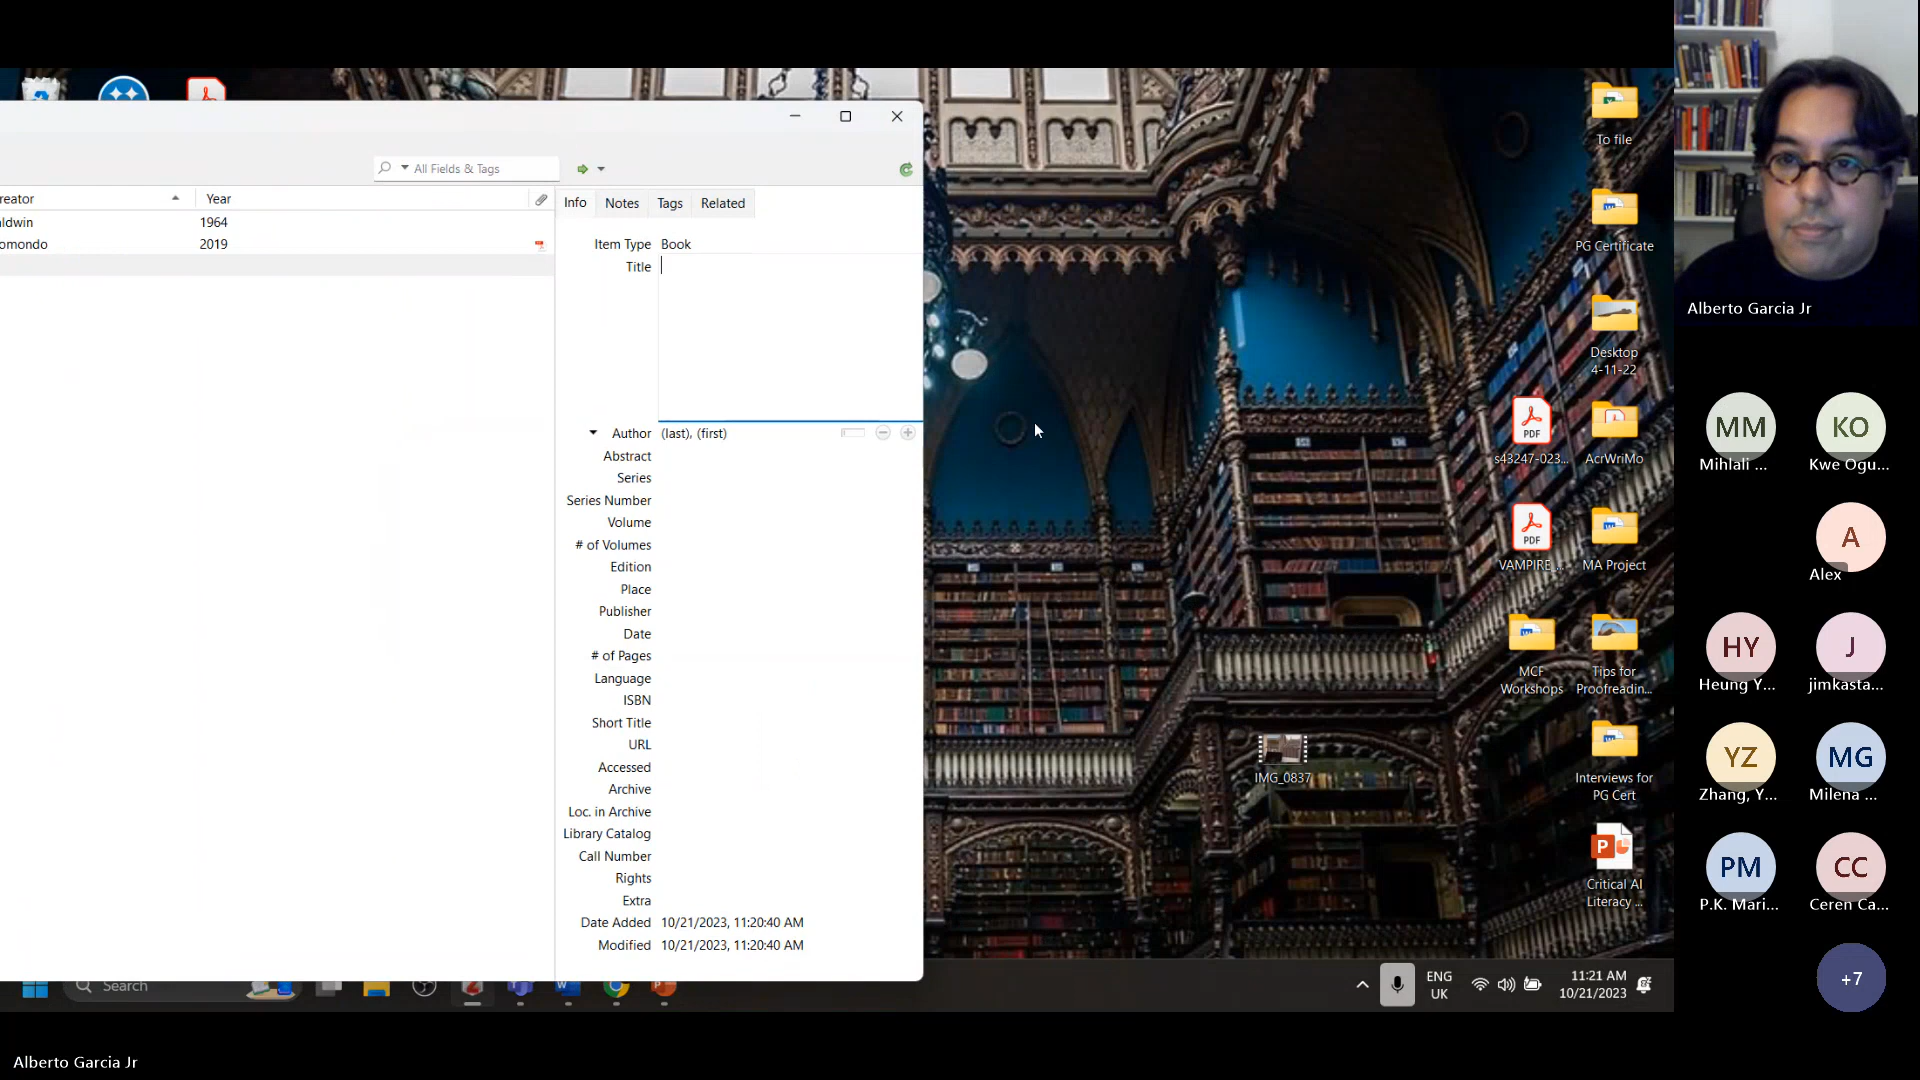 All Fields & Tags
reator
Year
aldwin
1964
omondo
2019
Info
Notes
Tags
Related
Item Type
Book
Title
Author
(last), (first)
Abstract
Series
Series Number
Volume
# of Volumes
Edition
Place
Publisher
Date
# of Pages
Language
ISBN
Short Title
URL
Accessed
Archive
Loc. in Archive
Library Catalog
Call Number
Rights
Extra
Date Added
10/21/2023, 11:20:40 AM
Modified
10/21/2023, 11:20:40 AM
To file
PG Certificate
Desktop
4-11-22
PDF
s43247-023...
AcrWriMo
PDF
VAMPIRE ...
MA Project
MCF
Workshops
Tips for
Proofreadin...
IMG_0837
Interviews for
PG Cert
P
Critical AI
Literacy ...
Search
ENG
UK
11:21 AM
10/21/2023
Alberto Garcia Jr
MM
Mihlali ...
KO
Kwe Ogu...
A
Alex
HY
Heung Y...
J
jimkasta...
YZ
Zhang, Y...
MG
Milena ...
PM
P.K. Mari...
CC
Ceren Ca...
+7
Alberto Garcia Jr